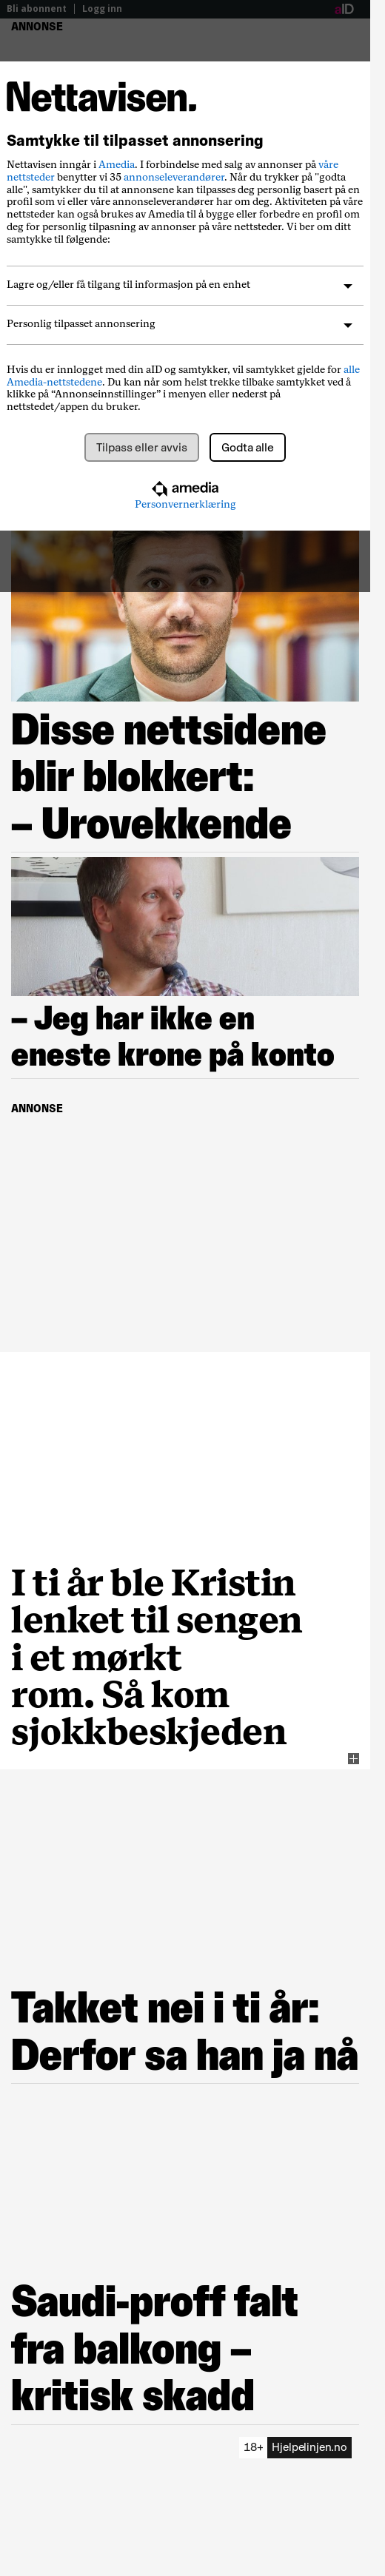 Bli abonnent | Logg inn
aID
ANNONSE
Nettavisen.
Samtykke til tilpasset annonsering
Nettavisen inngår i Amedia. I forbindelse med salg av annonser på våre
nettsteder benytter vi 35 annonseleverandører. Når du trykker på "godta
alle", samtykker du til at annonsene kan tilpasses deg personlig basert på en
profil som vi eller våre annonseleverandører har om deg. Aktiviteten på våre
nettsteder kan også brukes av Amedia til å bygge eller forbedre en profil om
deg for personlig tilpasning av annonser på våre nettsteder. Vi ber om ditt
samtykke til følgende:
Lagre og/eller få tilgang til informasjon på en enhet
Personlig tilpasset annonsering
Hvis du er innlogget med din aID og samtykker, vil samtykket gjelde for alle
Amedia-nettstedene. Du kan når som helst trekke tilbake samtykket ved å
klikke på “Annonseinnstillinger” i menyen eller nederst på
nettstedet/appen du bruker.
Tilpass eller avvis
Godta alle
amedia
Personvernerklæring
Disse nettsidene
blir blokkert:
– Urovekkende
– Jeg har ikke en
eneste krone på konto
ANNONSE
I ti år ble Kristin
lenket til sengen
i et mørkt
rom. Så kom
sjokkbeskjeden
Takket nei i ti år:
Derfor sa han ja nå
Saudi-proff falt
fra balkong –
kritisk skadd
18+ Hjelpelinjen.no